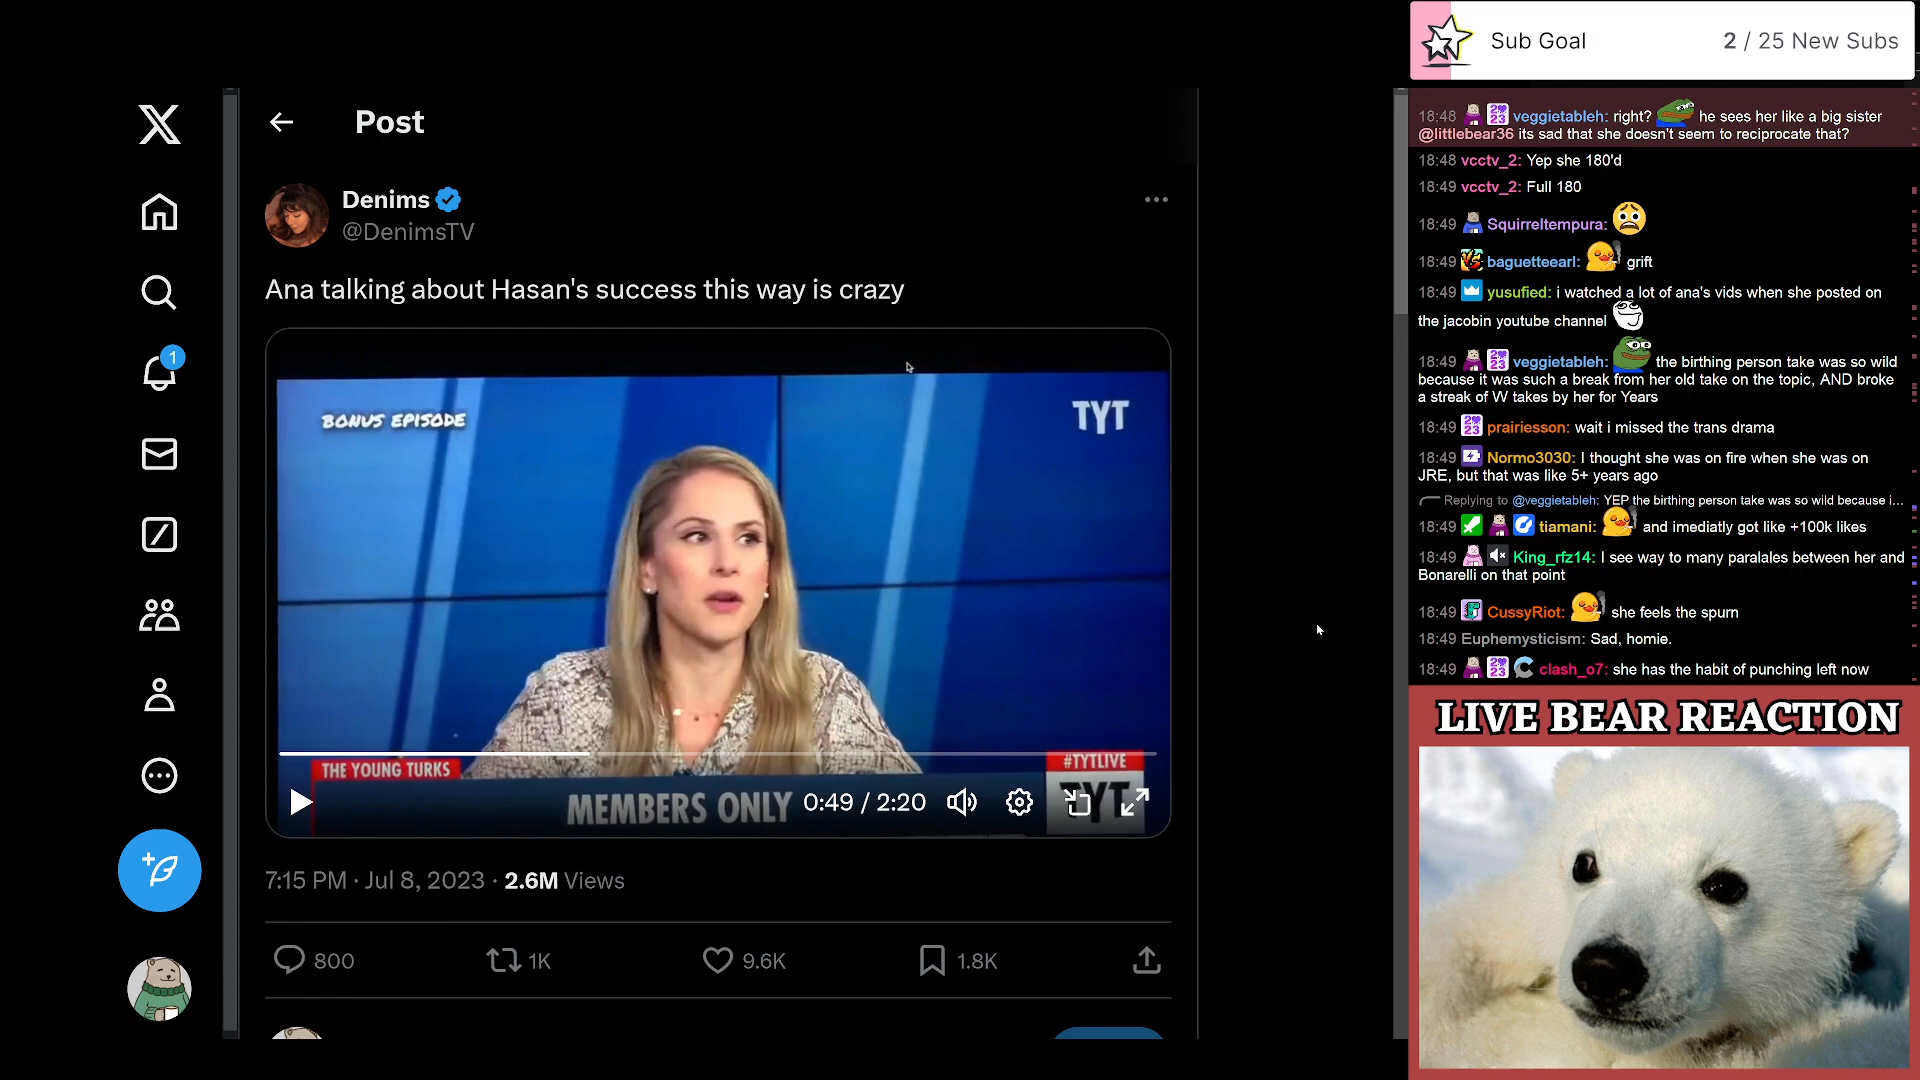 Sub Goal 2 / 25 New Subs
X
Post
Denims
@DenimsTV
Ana talking about Hasan's success this way is crazy
BONUS EPISODE
TYT
THE YOUNG TURKS
MEMBERS ONLY
#TYTLIVE
TYT
0:49 / 2:20
7:15 PM · Jul 8, 2023 · 2.6M Views
800 1K 9.6K 1.8K
1
18:48 veggietableh: right? he sees her like a big sister
@littlebear36 its sad that she doesn't seem to reciprocate that?
18:48 vcctv_2: Yep she 180'd
18:49 vcctv_2: Full 180
18:49 Squirreltempura:
18:49 baguetteearl: grift
18:49 yusufied: i watched a lot of ana's vids when she posted on
the jacobin youtube channel
18:49 veggietableh: the birthing person take was so wild
because it was such a break from her old take on the topic, AND broke
a streak of W takes by her for Years
18:49 prairiesson: wait i missed the trans drama
18:49 Normo3030: I thought she was on fire when she was on
JRE, but that was like 5+ years ago
Replying to @veggietableh: YEP the birthing person take was so wild because i...
18:49 tiamani: and imediatly got like +100k likes
18:49 King_rfz14: I see way to many paralales between her and
Bonarelli on that point
18:49 CussyRiot: she feels the spurn
18:49 Euphemysticism: Sad, homie.
18:49 clash_o7: she has the habit of punching left now
LIVE BEAR REACTION